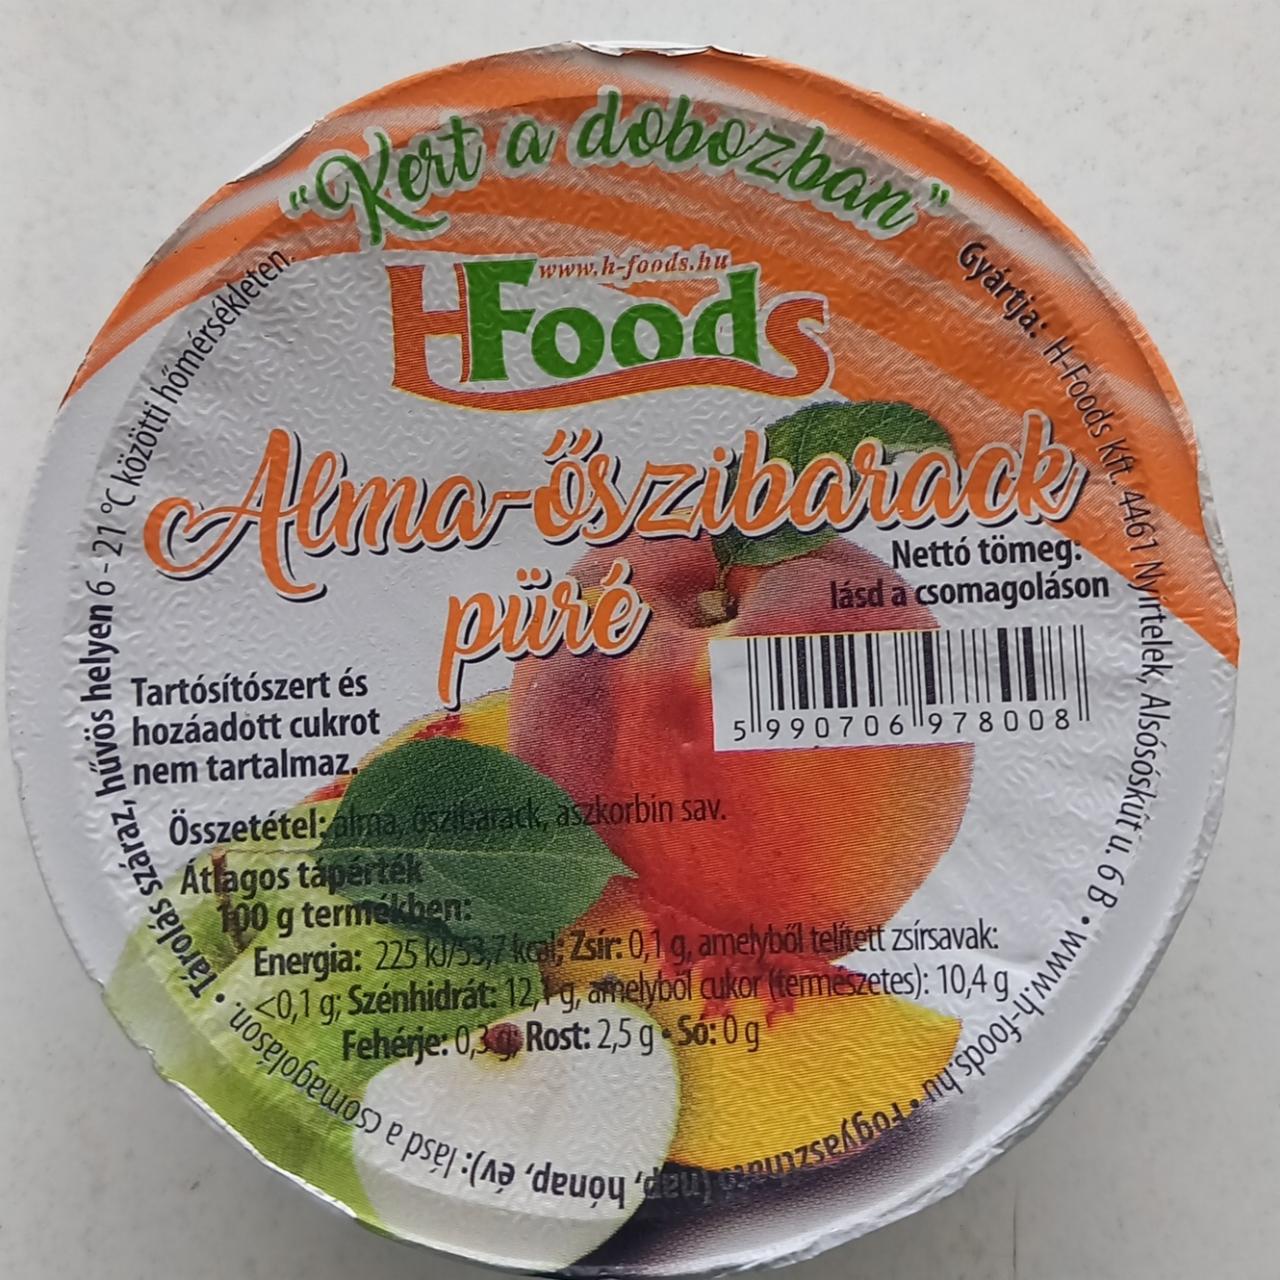 "Kert a dobozban"
www.h-foods.hu
HFoods
Alma-őszibarack
püré
Nettó tömeg:
lásd a csomagoláson
5 990706 978008
Tartósítószert és
hozáadott cukrot
nem tartalmaz.
Összetétel: alma, őszibarack, aszkorbin sav.
Átlagos tápérték
100 g termékben:
Energia: 225 kJ/53,7 kcal; Zsír: 0,1 g, amelyből telített zsírsavak:
<0,1 g; Szénhidrát: 12,1 g, amelyből cukor (természetes): 10,4 g
Fehérje: 0,3 g; Rost: 2,5 g • Só: 0 g
Gyártja: H-Foods Kft. 4461 Nyírtelek, Alsósóskút u. 6 B • www.h-foods.hu • Fogyasztható (nap, hónap, év): lásd a csomagoláson. • Tárolás száraz, hűvös helyen 6 - 21 °C közötti hőmérsékleten.